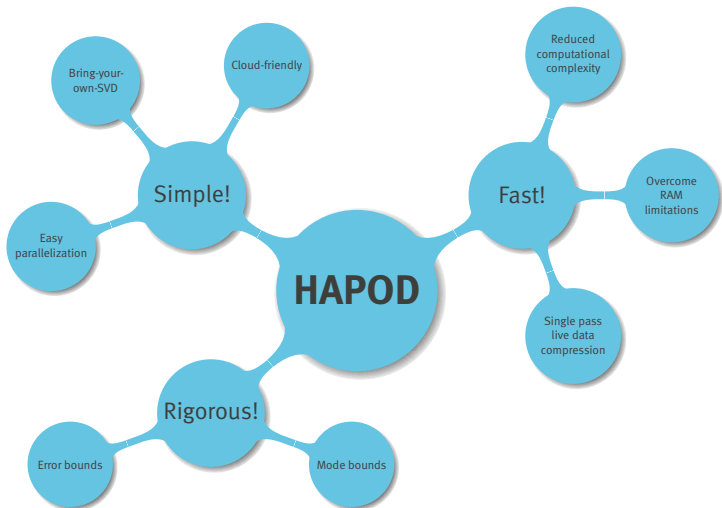 HAPOD
Simple!
Bring-your-
own-SVD
Cloud-friendly
Easy
parallelization
Fast!
Reduced
computational
complexity
Overcome
RAM
limitations
Single pass
live data
compression
Rigorous!
Error bounds
Mode bounds